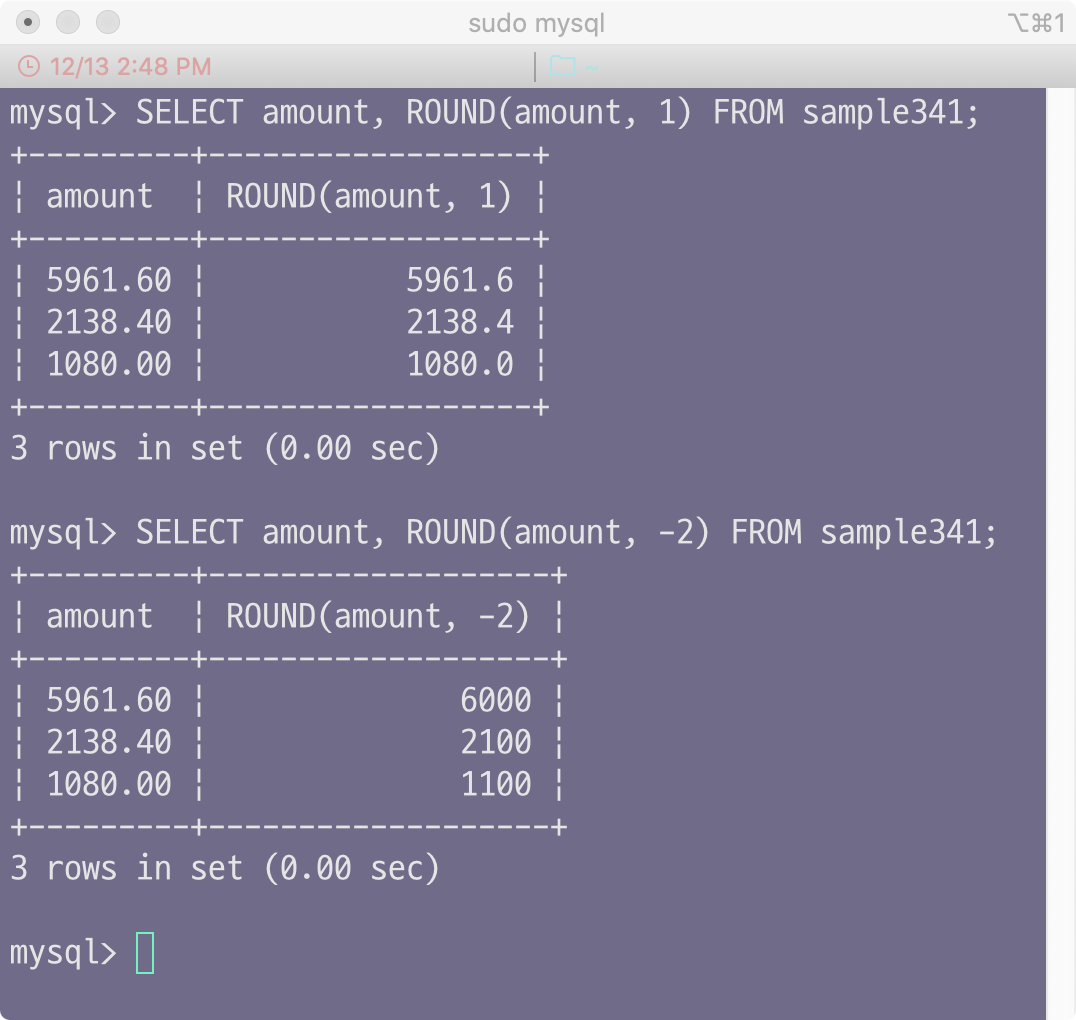 sudo mysql
⌥⌘1
12/13 2:48 PM
~
mysql> SELECT amount, ROUND(amount, 1) FROM sample341;
+---------+------------------+
| amount  | ROUND(amount, 1) |
+---------+------------------+
| 5961.60 |           5961.6 |
| 2138.40 |           2138.4 |
| 1080.00 |           1080.0 |
+---------+------------------+
3 rows in set (0.00 sec)

mysql> SELECT amount, ROUND(amount, -2) FROM sample341;
+---------+-------------------+
| amount  | ROUND(amount, -2) |
+---------+-------------------+
| 5961.60 |              6000 |
| 2138.40 |              2100 |
| 1080.00 |              1100 |
+---------+-------------------+
3 rows in set (0.00 sec)

mysql>